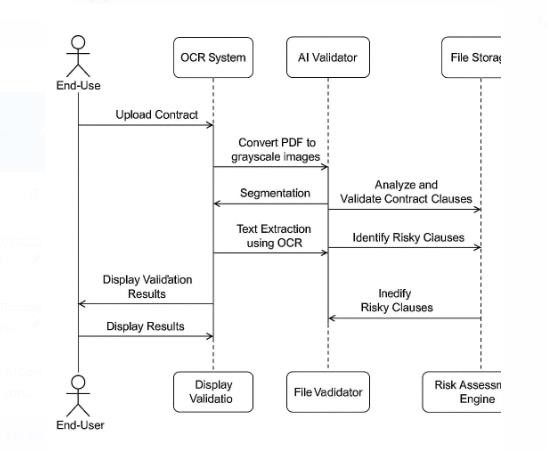 OCR System
AI Validator
File Storag
End-Use
Upload Contract
Convert PDF to
grayscale images
Segmentation
Analyze and
Validate Contract Clauses
Text Extraction
using OCR
Identify Risky Clauses
Display Validation
Results
Inedify
Risky Clauses
Display Results
Display
Validatio
File Vadidator
Risk Assessm
Engine
End-User